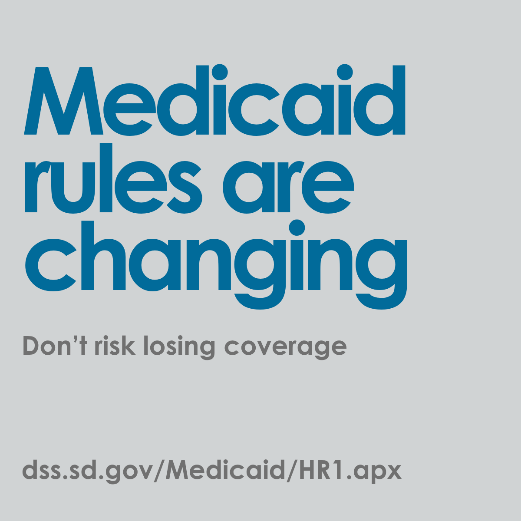 Medicaid
rules are
changing
Don't risk losing coverage
dss.sd.gov/Medicaid/HR1.apx